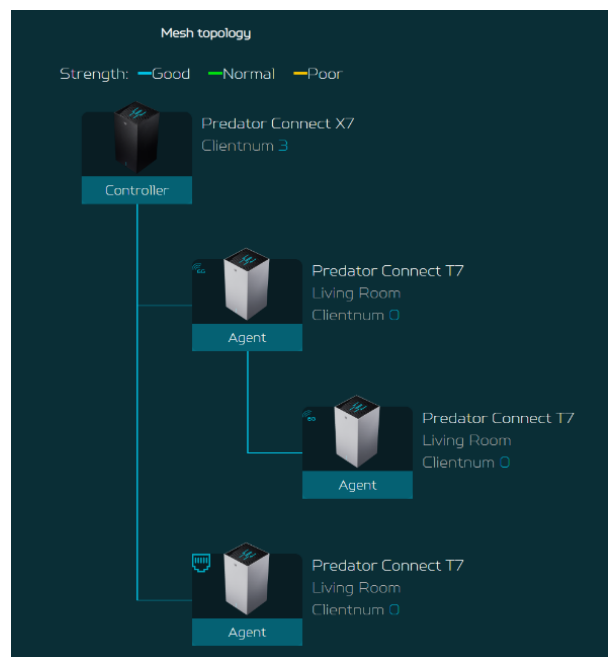 Mesh topology
Strength: Good Normal Poor
Predator Connect X7
Clientnum 3
Controller
Predator Connect T7
Living Room
Clientnum 0
Agent
Predator Connect T7
Living Room
Clientnum 0
Agent
Predator Connect T7
Living Room
Clientnum 0
Agent